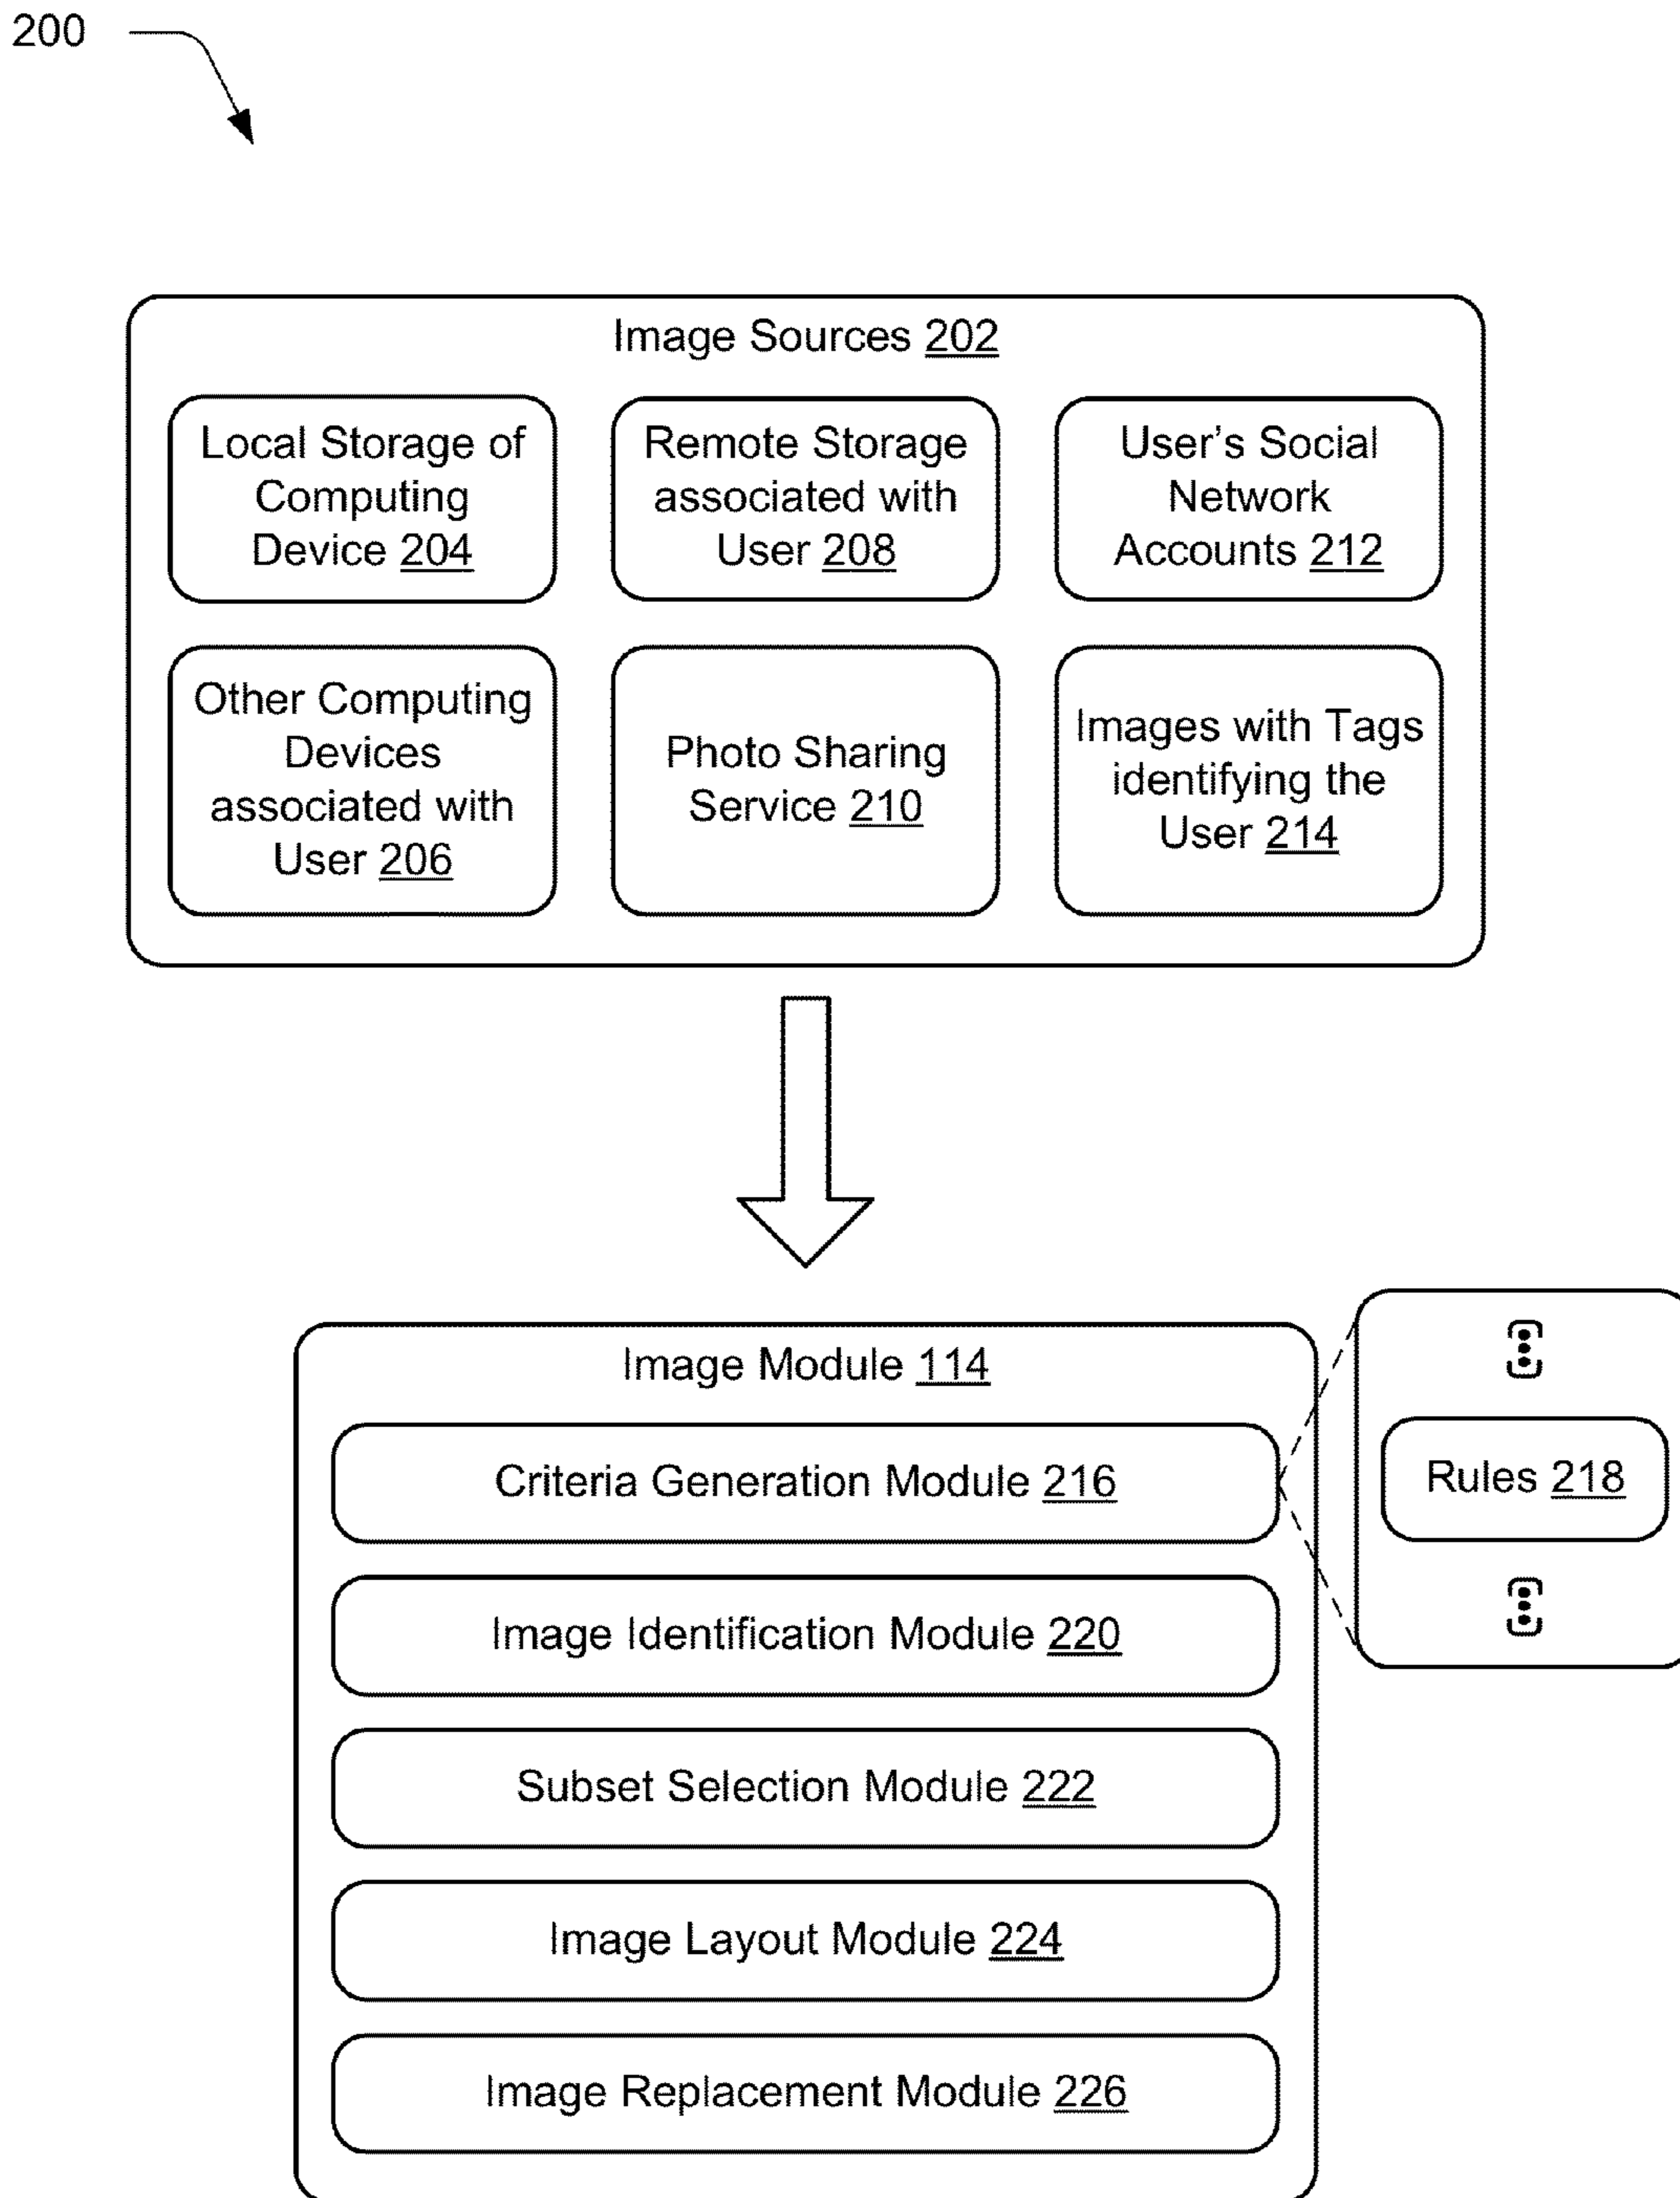 200
Image Sources 202
Local Storage of
Computing
Device 204
Remote Storage
associated with
User 208
User's Social
Network
Accounts 212
Other Computing
Devices
associated with
User 206
Photo Sharing
Service 210
Images with Tags
identifying the
User 214
Image Module 114
Criteria Generation Module 216
Rules 218
Image Identification Module 220
Subset Selection Module 222
Image Layout Module 224
Image Replacement Module 226